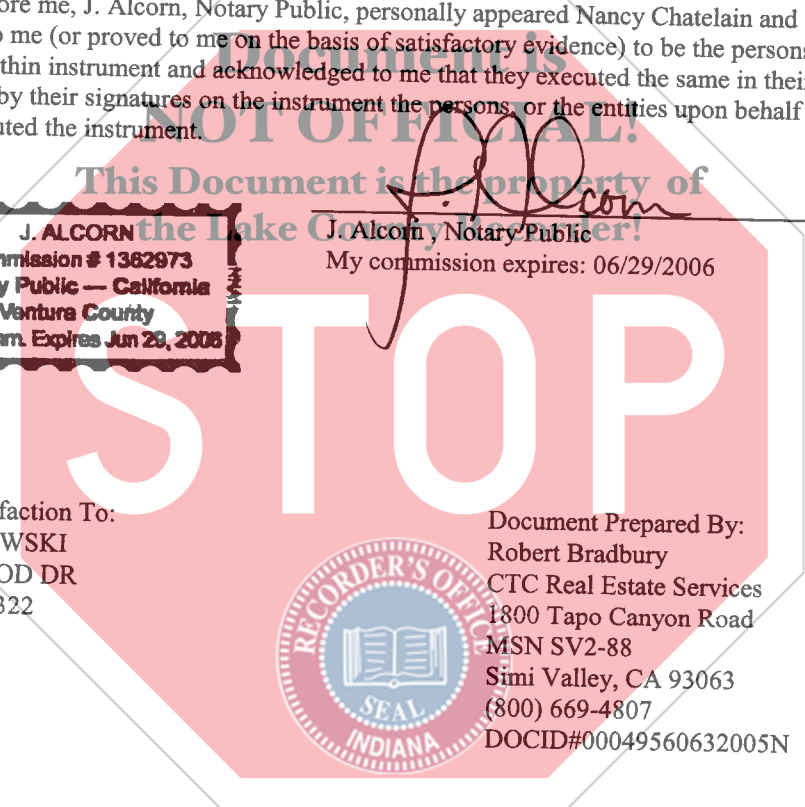 ore me, J. Alcorn, Notary Public, personally appeared Nancy Chatelain and
o me (or proved to me on the basis of satisfactory evidence) to be the persons
thin instrument and acknowledged to me that they executed the same in their
by their signatures on the instrument the persons, or the entities upon behalf
uted the instrument.
Document is
NOT OFFICIAL!
This Document is the property of
the Lake County Recorder!
J. Alcorn
J. Alcorn , Notary Public
My commission expires: 06/29/2006
J. ALCORN
mmission # 1362973
y Public — California
Ventura County
mm. Expires Jun 29, 2006
STOP
faction To:
WSKI
OD DR
322
Document Prepared By:
Robert Bradbury
CTC Real Estate Services
1800 Tapo Canyon Road
MSN SV2-88
Simi Valley, CA 93063
(800) 669-4807
DOCID#00049560632005N
RECORDER'S OFFICE
SEAL
INDIANA